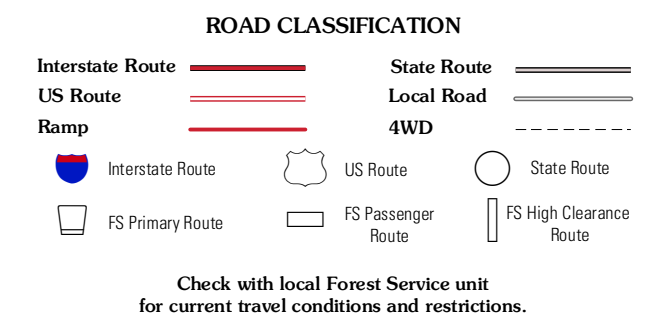 ROAD CLASSIFICATION
Interstate Route
State Route
US Route
Local Road
Ramp
4WD
Interstate Route
US Route
State Route
FS Primary Route
FS Passenger
Route
FS High Clearance
Route
Check with local Forest Service unit
for current travel conditions and restrictions.